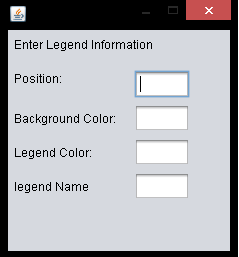 Enter Legend Information
Position:
Background Color:
Legend Color:
legend Name